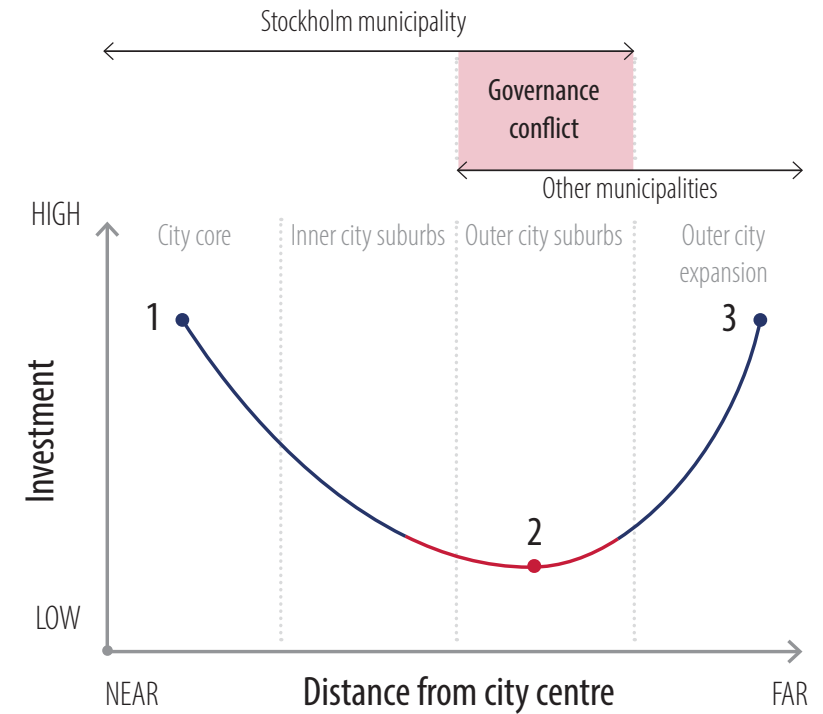 Stockholm municipality
Governance
conflict
Other municipalities
HIGH
City core
Inner city suburbs
Outer city suburbs
Outer city
expansion
1
3
Investment
2
LOW
NEAR
Distance from city centre
FAR